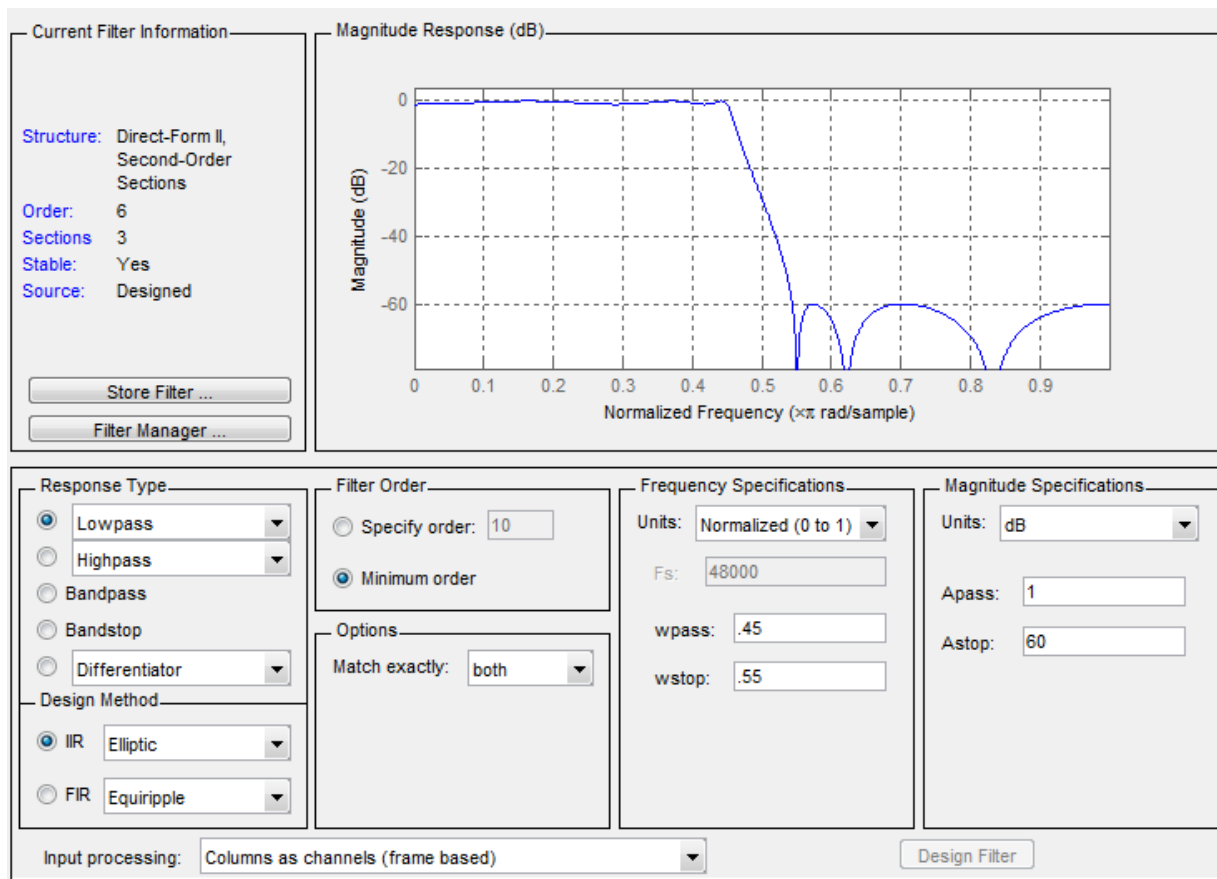 Current Filter Information
Structure: Direct-Form II,
Second-Order
Sections
Order: 6
Sections 3
Stable: Yes
Source: Designed
Store Filter ...
Filter Manager ...
Magnitude Response (dB)
0
-20
-40
-60
Magnitude (dB)
0 0.1 0.2 0.3 0.4 0.5 0.6 0.7 0.8 0.9
Normalized Frequency (×π rad/sample)
Response Type
Lowpass
Highpass
Bandpass
Bandstop
Differentiator
Design Method
IIR Elliptic
FIR Equiripple
Filter Order
Specify order: 10
Minimum order
Options
Match exactly: both
Frequency Specifications
Units: Normalized (0 to 1)
Fs: 48000
wpass: .45
wstop: .55
Magnitude Specifications
Units: dB
Apass: 1
Astop: 60
Input processing: Columns as channels (frame based)
Design Filter